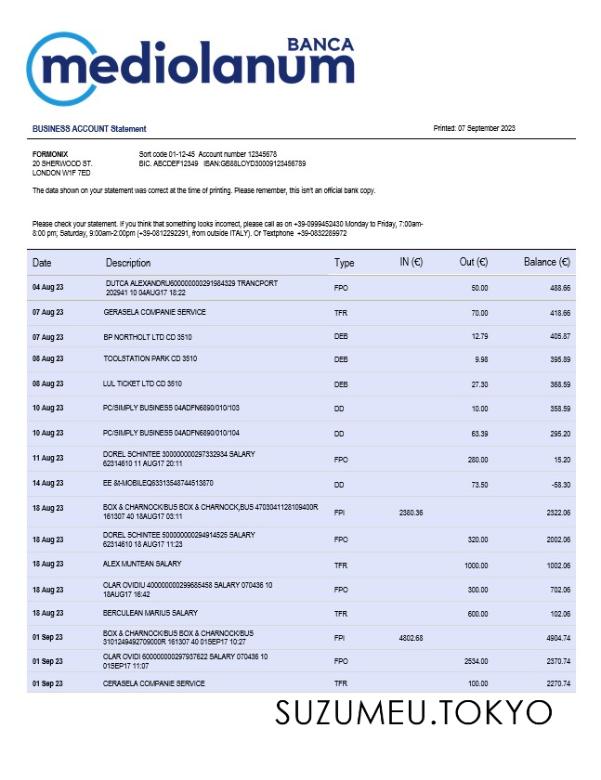 BANCA
mediolanum
BUSINESS ACCOUNT Statement Printed: 07 September 2023
FORMONIX Sort code 01-12-45 Account number 12345678
20 SHERWOOD ST. BIC. ABCDEF12349 IBAN:GB88LOYD30009123466789
LONDON W1F 7ED
The data shown on your statement was correct at the time of printing. Please remember, this isn't an official bank copy.
Please check your statement. If you think that something looks incorrect, please call as on +39-0999452430 Monday to Friday, 7:00am-
8:00 pm; Saturday, 9:00am-2:00pm (+39-0812292291, from outside ITALY). Or Textphone +39-0832289972
Date Description Type IN (€) Out (€) Balance (€)
04 Aug 23 DUTCA ALEXANDRU600000000291984329 TRANCPORT
202941 10 04AUG17 18:22 FPO 50.00 488.66
07 Aug 23 GERASELA COMPANIE SERVICE TFR 70.00 418.66
07 Aug 23 BP NORTHOLT LTD CD 3510 DEB 12.79 405.87
08 Aug 23 TOOLSTATION PARK CD 3510 DEB 9.98 395.89
08 Aug 23 LUL TICKET LTD CD 3510 DEB 27.30 368.59
10 Aug 23 PC/SIMPLY BUSINESS 04ADFN6890/010/103 DD 10.00 358.59
10 Aug 23 PC/SIMPLY BUSINESS 04ADFN6890/010/104 DD 63.39 295.20
11 Aug 23 DOREL SCHINTEE 300000000297332934 SALARY
62314610 11 AUG17 20:11 FPO 280.00 15.20
14 Aug 23 EE &t-MOBILEQ63313548744513870 DD 73.50 -58.30
18 Aug 23 BOX & CHARNOCK/BUS BOX & CHARNOCK,BUS 4703041128109400R
161307 40 18AUG17 03:11 FPI 2380.36 2322.06
18 Aug 23 DOREL SCHINTEE 500000000294914525 SALARY
62314610 18 AUG17 11:23 FPO 320.00 2002.06
18 Aug 23 ALEX MUNTEAN SALARY TFR 1000.00 1002.06
18 Aug 23 OLAR OVIDIU 400000000299685458 SALARY 070436 10
18AUG17 16:42 FPO 300.00 702.06
18 Aug 23 BERCULEAN MARIUS SALARY TFR 600.00 102.06
01 Sep 23 BOX & CHARNOCK/BUS BOX & CHARNOCK/BUS
3101249492709000R 161307 40 01SEP17 10:27 FPI 4802.68 4904.74
01 Sep 23 OLAR OVIDI 600000000297937622 SALARY 070436 10
01SEP17 11:07 FPO 2534.00 2370.74
01 Sep 23 CERASELA COMPANIE SERVICE TFR 100.00 2270.74
SUZUMEU.TOKYO